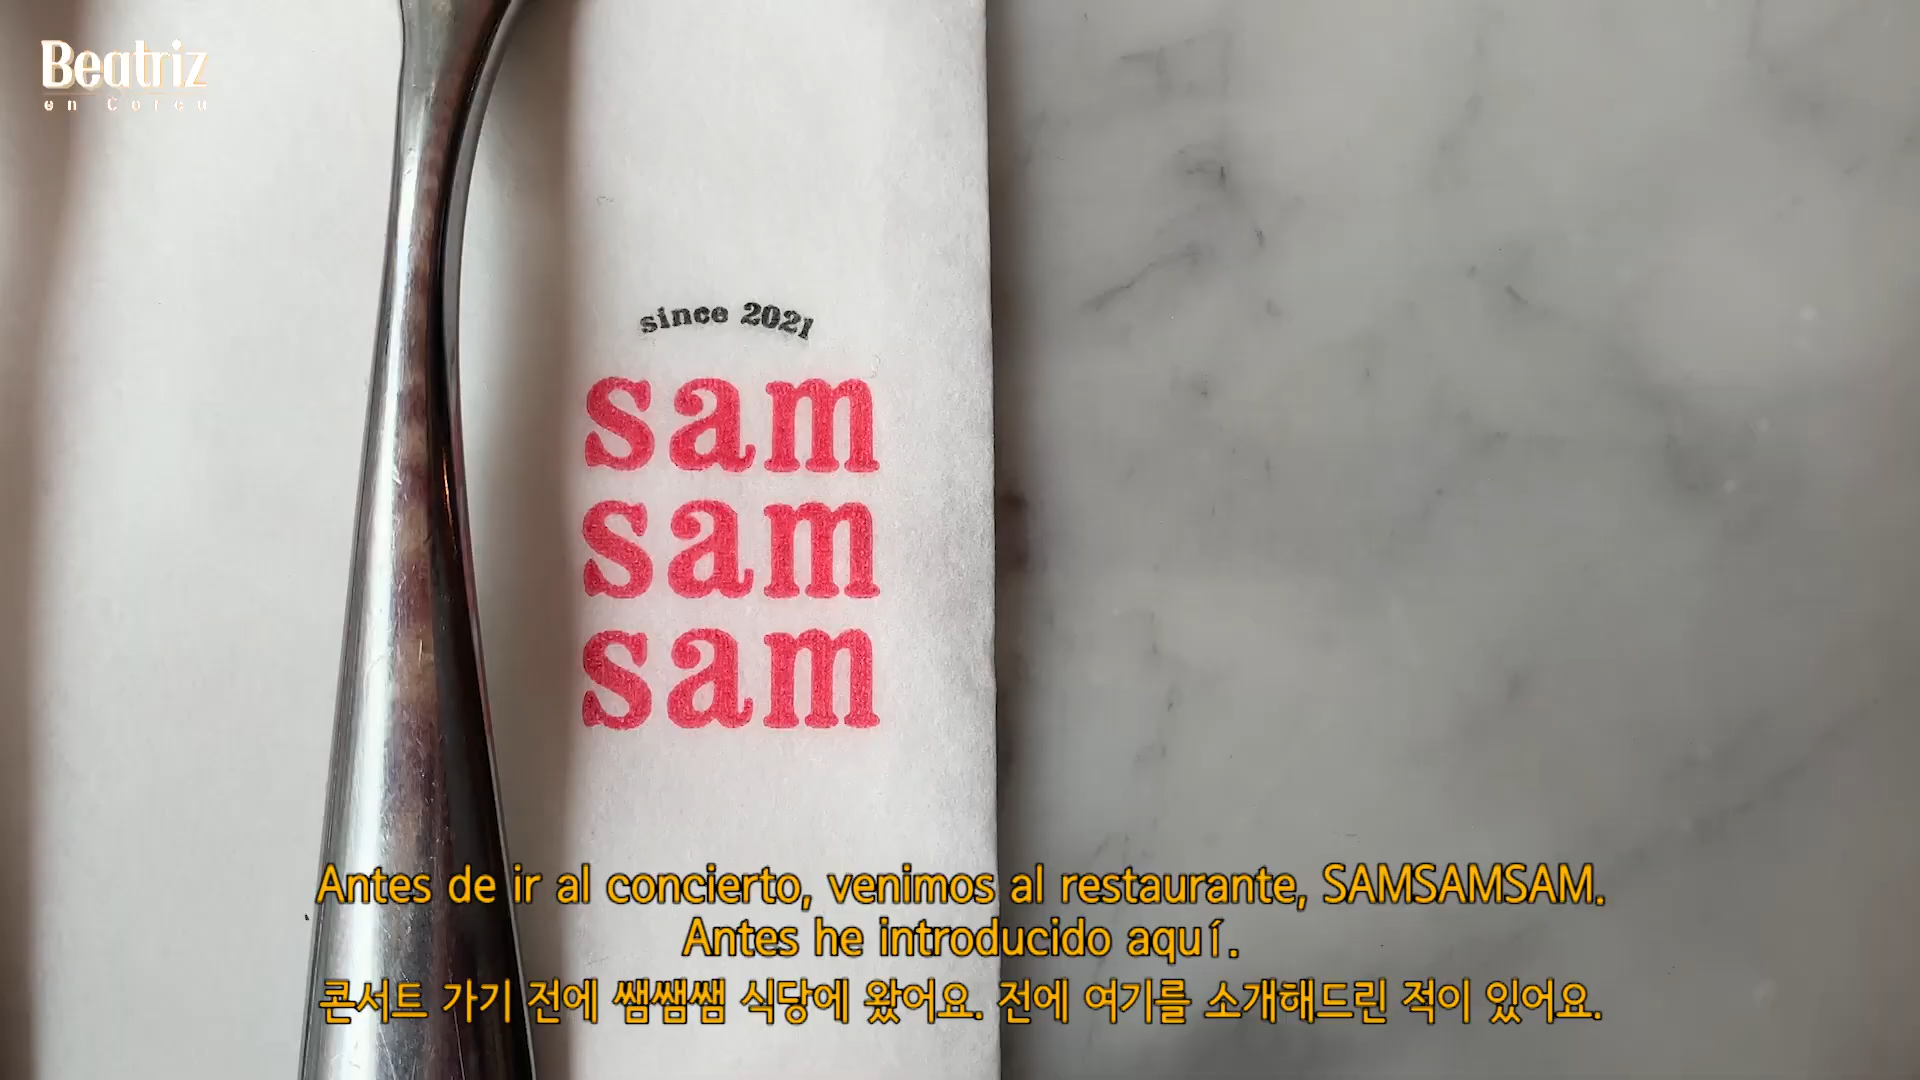 Beatriz
en Corea
since 2021
sam
sam
sam
Antes de ir al concierto, venimos al restaurante, SAMSAMSAM.
Antes he introducido aquí.
콘서트 가기 전에 쌤쌤쌤 식당에 왔어요. 전에 여기를 소개해드린 적이 있어요.